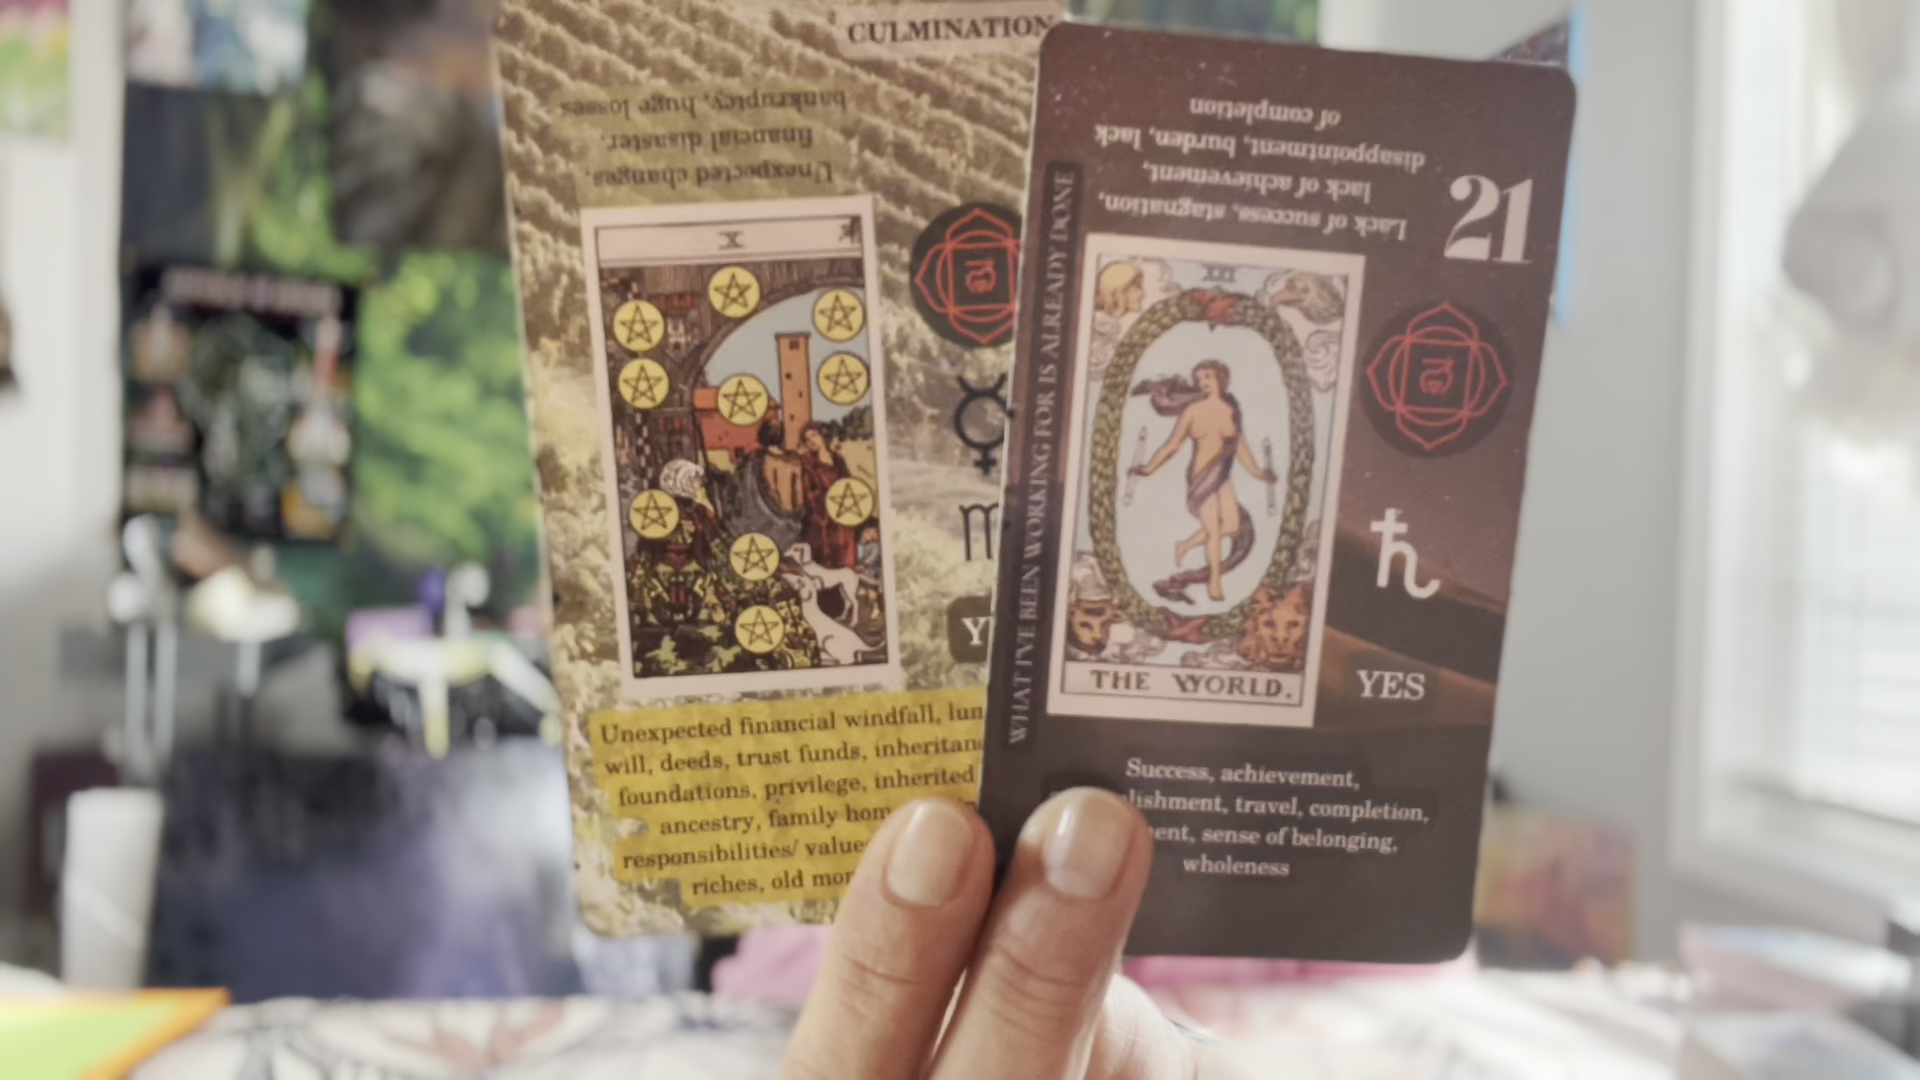 CULMINATION
Unexpected changes,
financial disaster,
bankruptcy, huge losses
X
Unexpected financial windfall,
will, deeds, trust funds,
foundations, privilege, inherited
ancestry, family
responsibilities/
riches, old
WHAT I'VE BEEN WORKING FOR IS ALREADY DONE
Lack of success, stagnation,
lack of achievement,
disappointment, burden, lack
of completion
21
ल
ल
THE WORLD.
YES
Success, achievement,
travel, completion,
sense of belonging,
wholeness